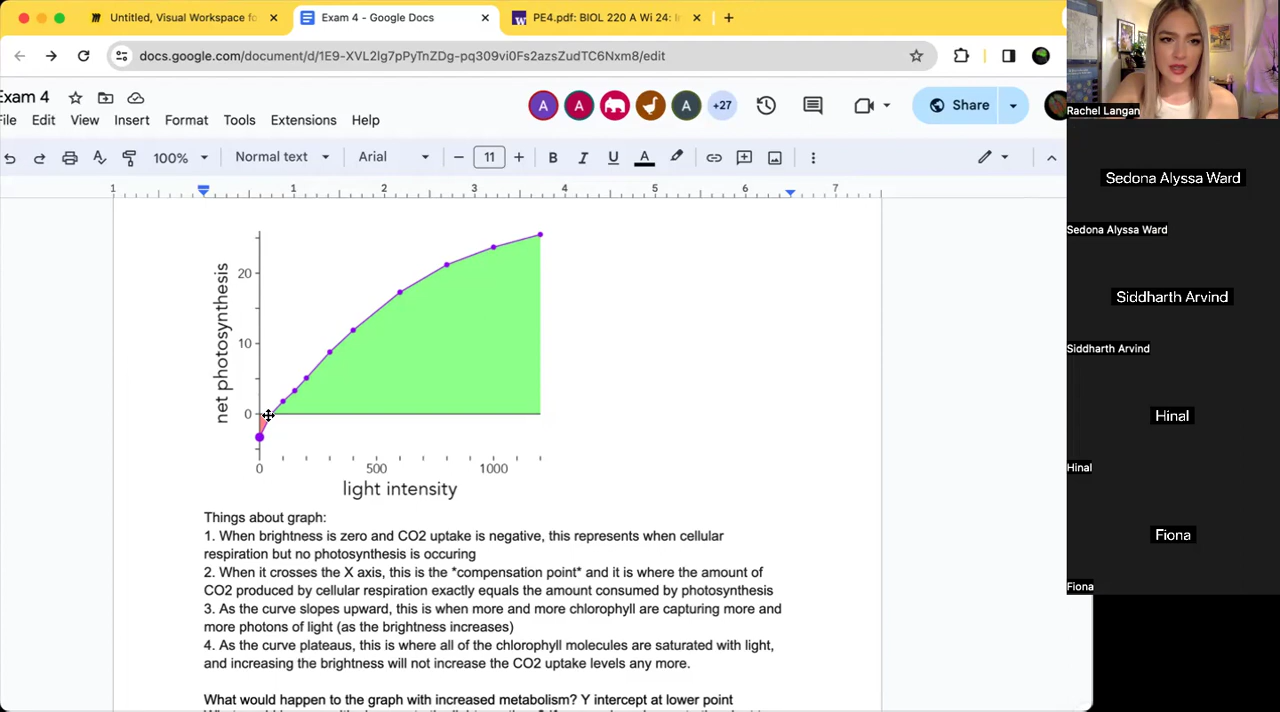 Untitled, Visual Workspace fo
Exam 4 - Google Docs
PE4.pdf: BIOL 220 A Wi 24: I
docs.google.com/document/d/1E9-XVL2Ig7pPyTnZDg-pq309vi0Fs2azsZudTC6Nxm8/edit
Exam 4
A A A +27 Share
File Edit View Insert Format Tools Extensions Help
100% Normal text Arial 11 B I U A
1 1 2 3 4 5 6 7
net photosynthesis
20
10
0
0 500 1000
light intensity
Things about graph:
1. When brightness is zero and CO2 uptake is negative, this represents when cellular
respiration but no photosynthesis is occuring
2. When it crosses the X axis, this is the *compensation point* and it is where the amount of
CO2 produced by cellular respiration exactly equals the amount consumed by photosynthesis
3. As the curve slopes upward, this is when more and more chlorophyll are capturing more and
more photons of light (as the brightness increases)
4. As the curve plateaus, this is where all of the chlorophyll molecules are saturated with light,
and increasing the brightness will not increase the CO2 uptake levels any more.
What would happen to the graph with increased metabolism? Y intercept at lower point
Rachel Langan
Sedona Alyssa Ward
Sedona Alyssa Ward
Siddharth Arvind
Siddharth Arvind
Hinal
Hinal
Fiona
Fiona